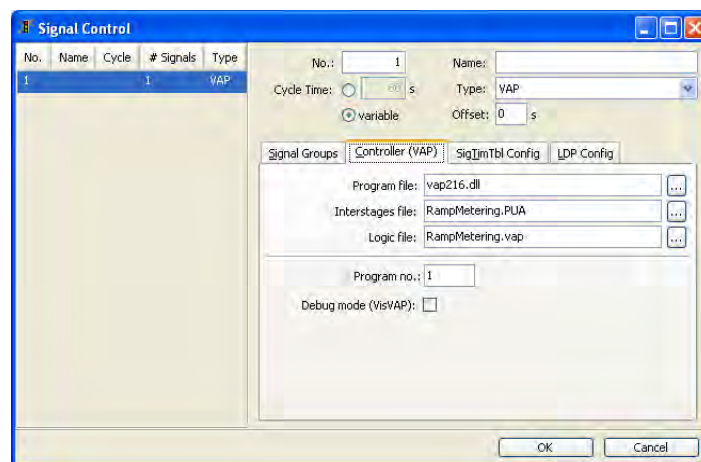 Signal Control
No. Name Cycle # Signals Type
1 1 VAP
No.: 1 Name:
Cycle Time: s Type: VAP
variable Offset: 0 s
Signal Groups Controller (VAP) SigTimTbl Config LDP Config
Program file: vap216.dll ...
Interstages file: RampMetering.PUA ...
Logic file: RampMetering.vap ...
Program no.: 1
Debug mode (VisVAP):
OK Cancel